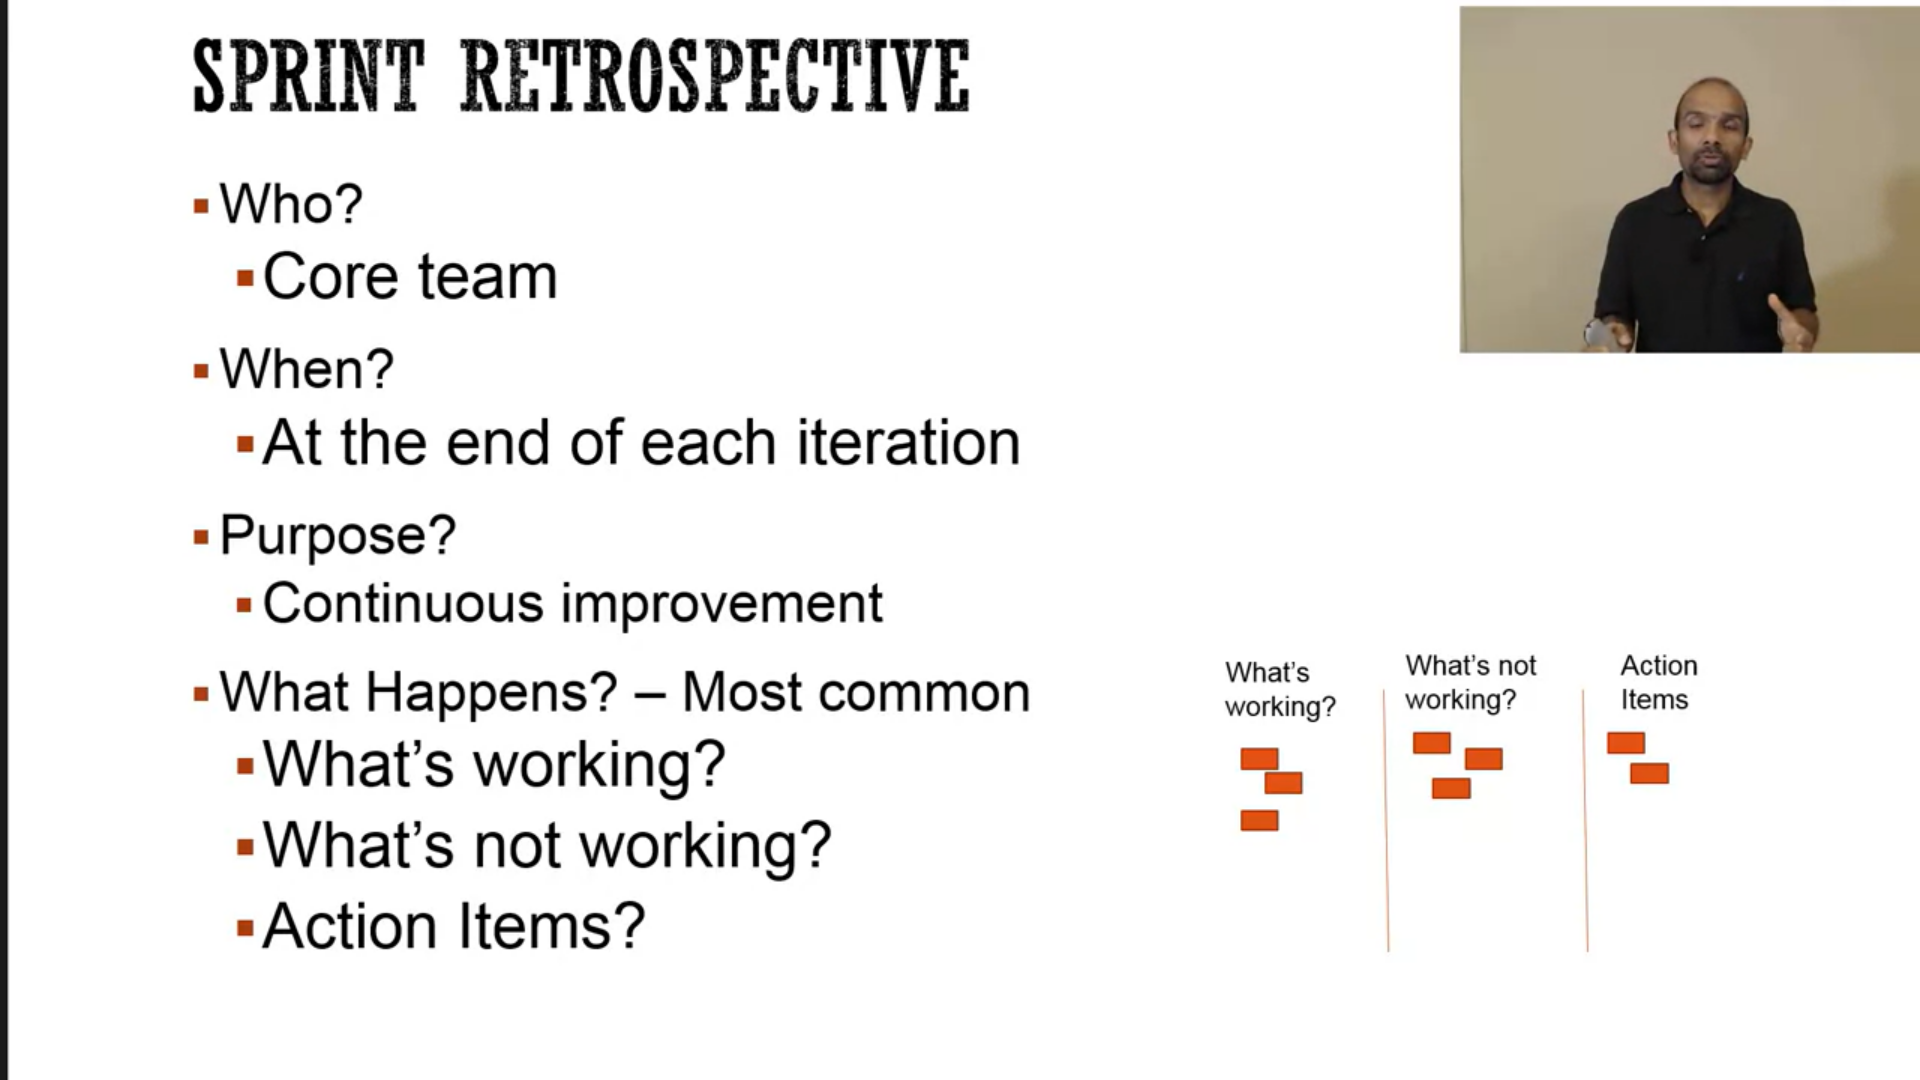 SPRINT RETROSPECTIVE
Who?
Core team
When?
At the end of each iteration
Purpose?
Continuous improvement
What Happens? – Most common
What's working?
What's not working?
Action Items?
What's
working?
What's not
working?
Action
Items